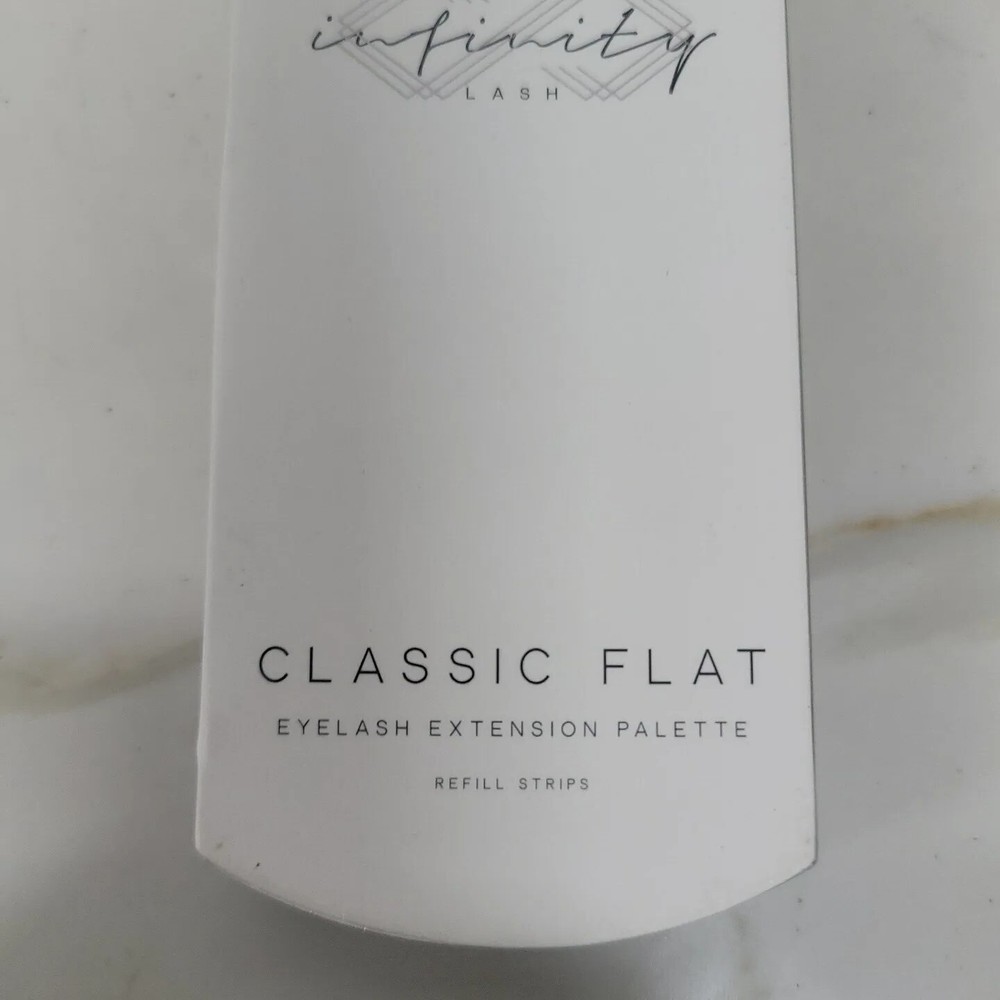 infinity
LASH
CLASSIC FLAT
EYELASH EXTENSION PALETTE
REFILL STRIPS